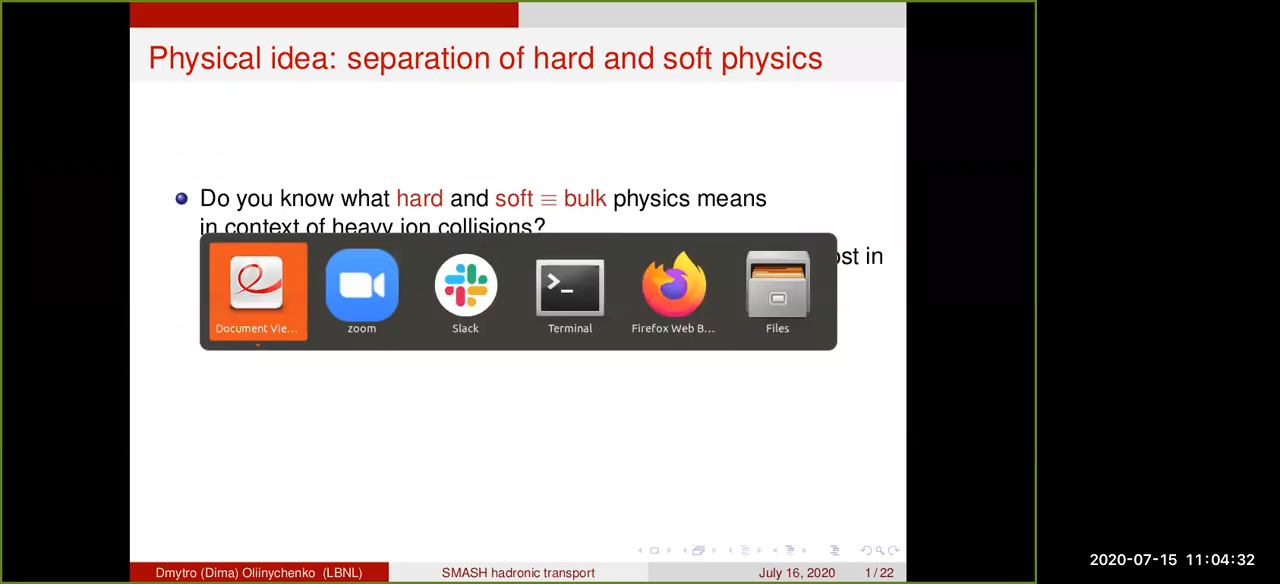 Physical idea: separation of hard and soft physics
Do you know what hard and soft ≡ bulk physics means
in context of heavy ion collisions?
in
Document Vie...
zoom
Slack
Terminal
Firefox Web B...
Files
Dmytro (Dima) Oliinychenko (LBNL)
SMASH hadronic transport
July 16, 2020
1 / 22
2020-07-15 11:04:32